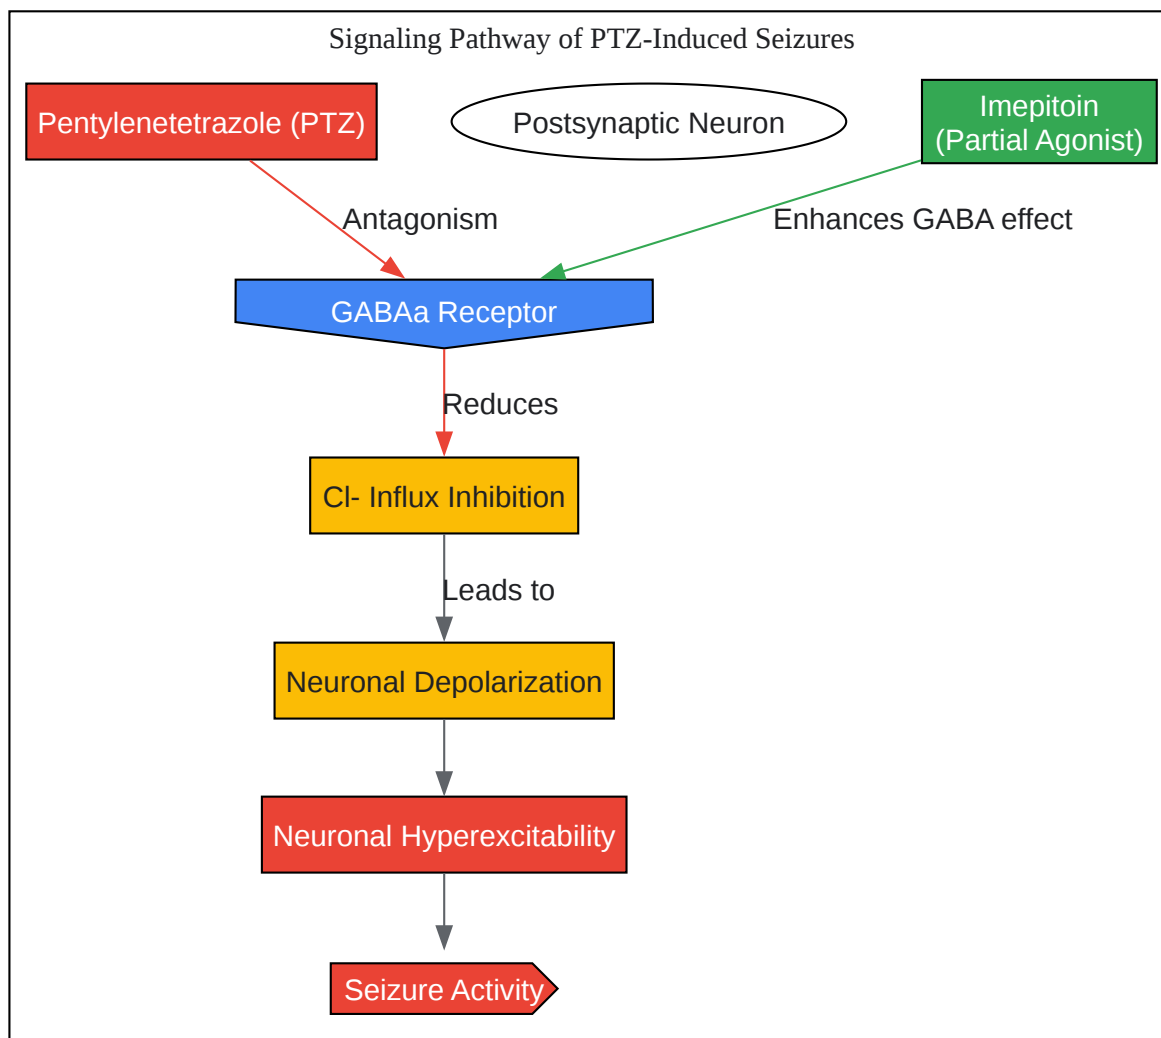 Signaling Pathway of PTZ-Induced Seizures
Pentylenetetrazole (PTZ)
Postsynaptic Neuron
Imepitoin
(Partial Agonist)
Antagonism
Enhances GABA effect
GABAa Receptor
Reduces
Cl- Influx Inhibition
Leads to
Neuronal Depolarization
Neuronal Hyperexcitability
Seizure Activity